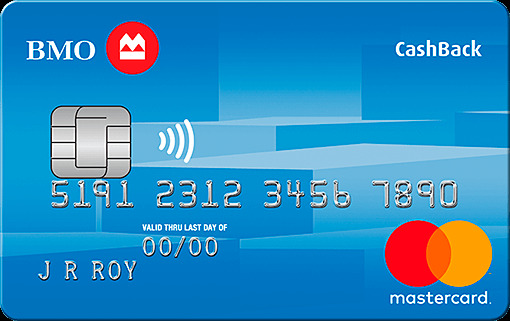 BMO CashBack
5191 2312 3456 7890
VALID THRU LAST DAY OF
00/00
J R ROY
mastercard.